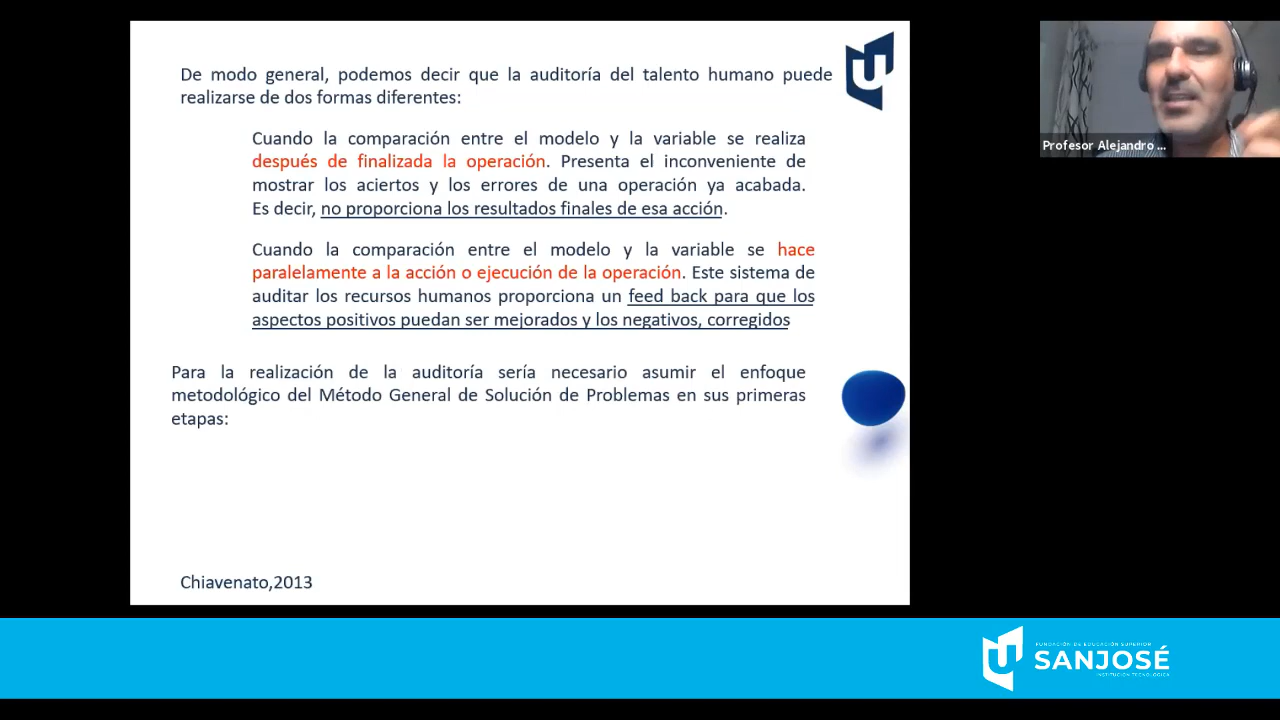 De modo general, podemos decir que la auditoría del talento humano puede
realizarse de dos formas diferentes:
Cuando la comparación entre el modelo y la variable se realiza
después de finalizada la operación. Presenta el inconveniente de
mostrar los aciertos y los errores de una operación ya acabada.
Es decir, no proporciona los resultados finales de esa acción.
Cuando la comparación entre el modelo y la variable se hace
paralelamente a la acción o ejecución de la operación. Este sistema de
auditar los recursos humanos proporciona un feed back para que los
aspectos positivos puedan ser mejorados y los negativos, corregidos
Para la realización de la auditoría sería necesario asumir el enfoque
metodológico del Método General de Solución de Problemas en sus primeras
etapas:
Chiavenato,2013
Profesor Alejandro ...
FUNDACIÓN DE EDUCACIÓN SUPERIOR
SANJOSÉ
INSTITUCIÓN TECNOLÓGICA